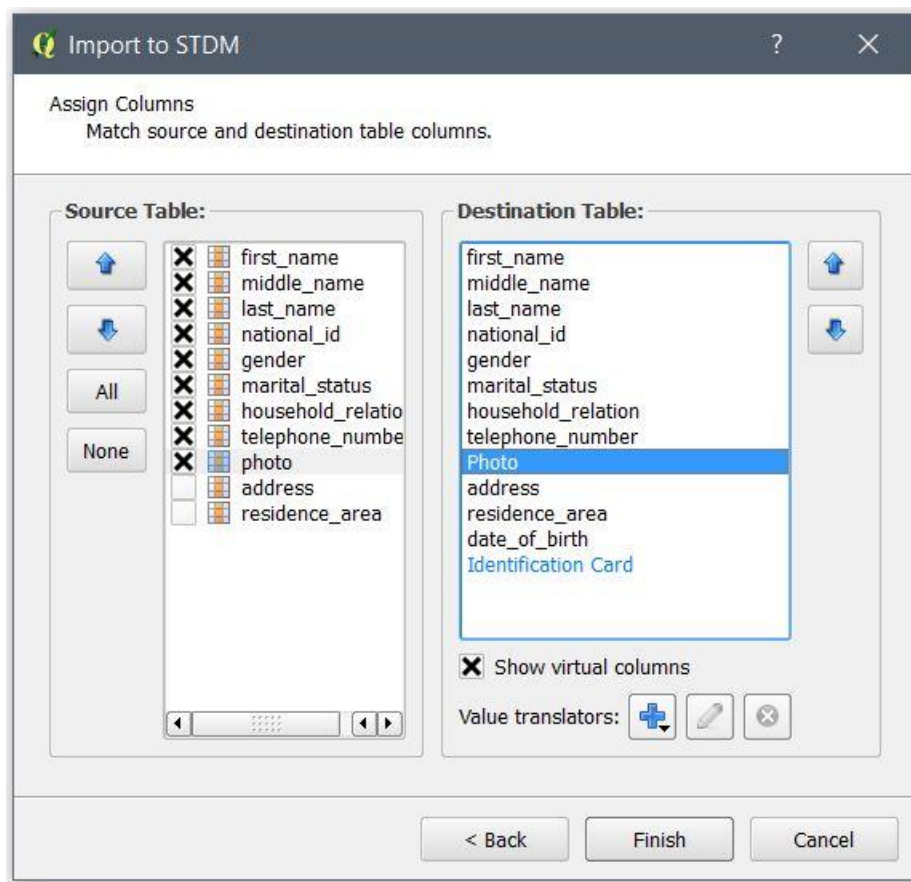 Import to STDM
?
Assign Columns
Match source and destination table columns.
Source Table:
All
None
first_name
middle_name
last_name
national_id
gender
marital_status
household_relatio
telephone_numbe
photo
address
residence_area
Destination Table:
first_name
middle_name
last_name
national_id
gender
marital_status
household_relation
telephone_number
Photo
address
residence_area
date_of_birth
Identification Card
Show virtual columns
Value translators:
< Back
Finish
Cancel